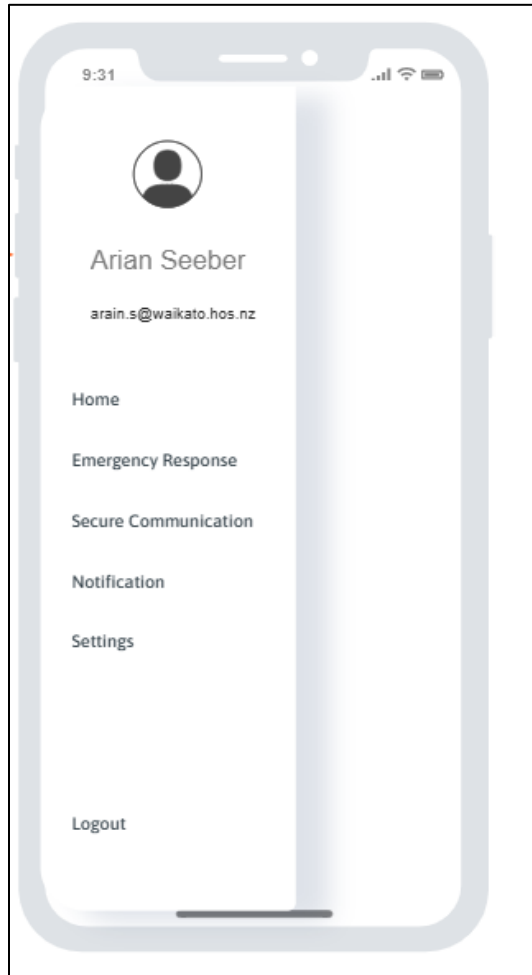 9:31
Arian Seeber
arain.s@waikato.hos.nz
Home
Emergency Response
Secure Communication
Notification
Settings
Logout